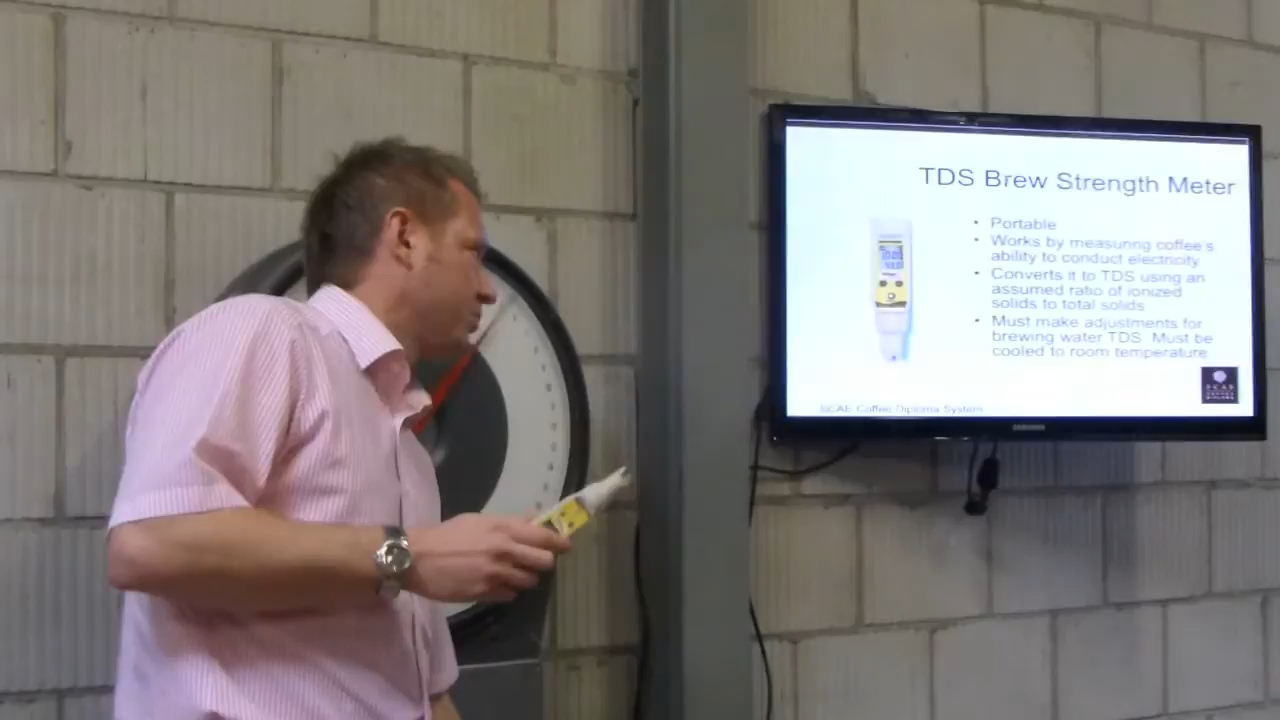 TDS Brew Strength Meter
• Portable
• Works by measuring coffee's
ability to conduct electricity
• Converts it to TDS using an
assumed ratio of ionized
solids to total solids
• Must make adjustments for
brewing water TDS. Must be
cooled to room temperature
SCAE
SCAE Coffee Diploma System
SAMSUNG